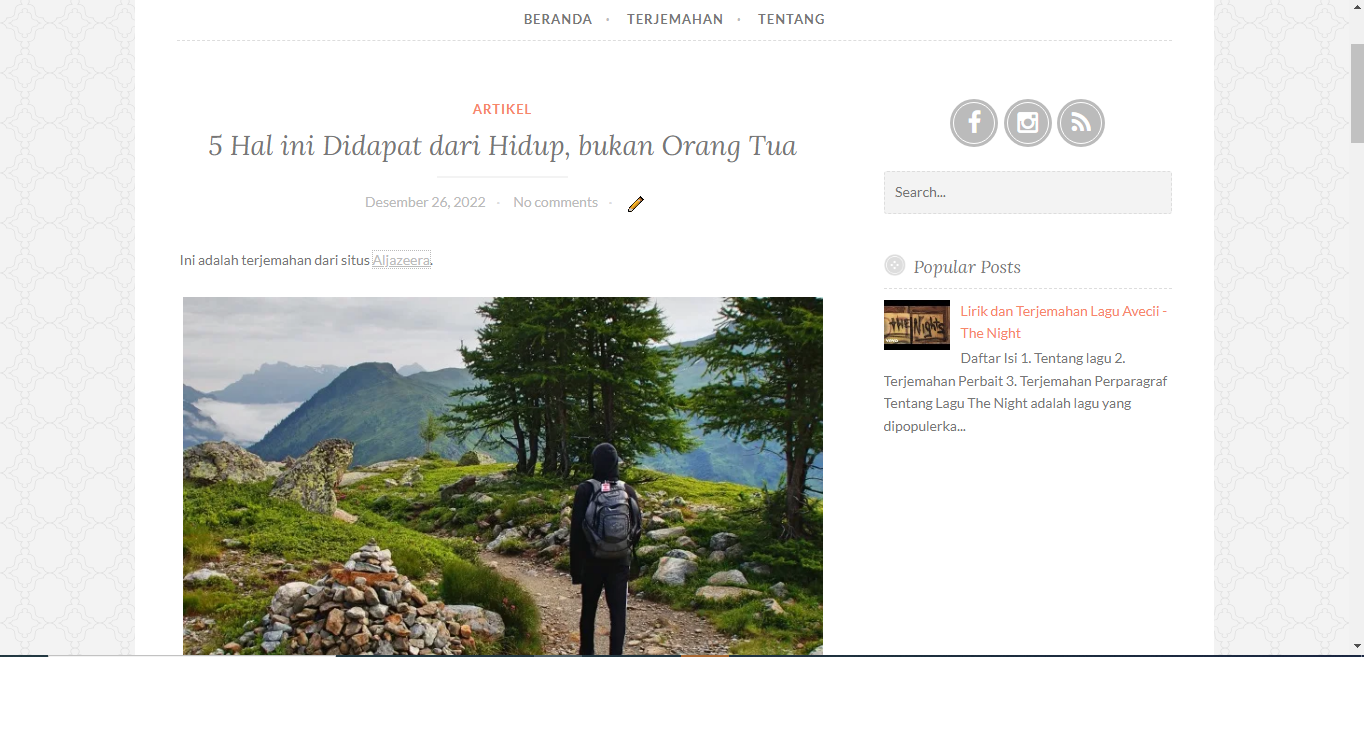 BERANDA • TERJEMAHAN • TENTANG
ARTIKEL
5 Hal ini Didapat dari Hidup, bukan Orang Tua
Desember 26, 2022 • No comments •
Ini adalah terjemahan dari situs Aljazeera.
Search...
Popular Posts
THE NIGHTS
Lirik dan Terjemahan Lagu Avecii -
The Night
Daftar Isi 1. Tentang lagu 2.
Terjemahan Perbait 3. Terjemahan Perparagraf
Tentang Lagu The Night adalah lagu yang
dipopulerka...